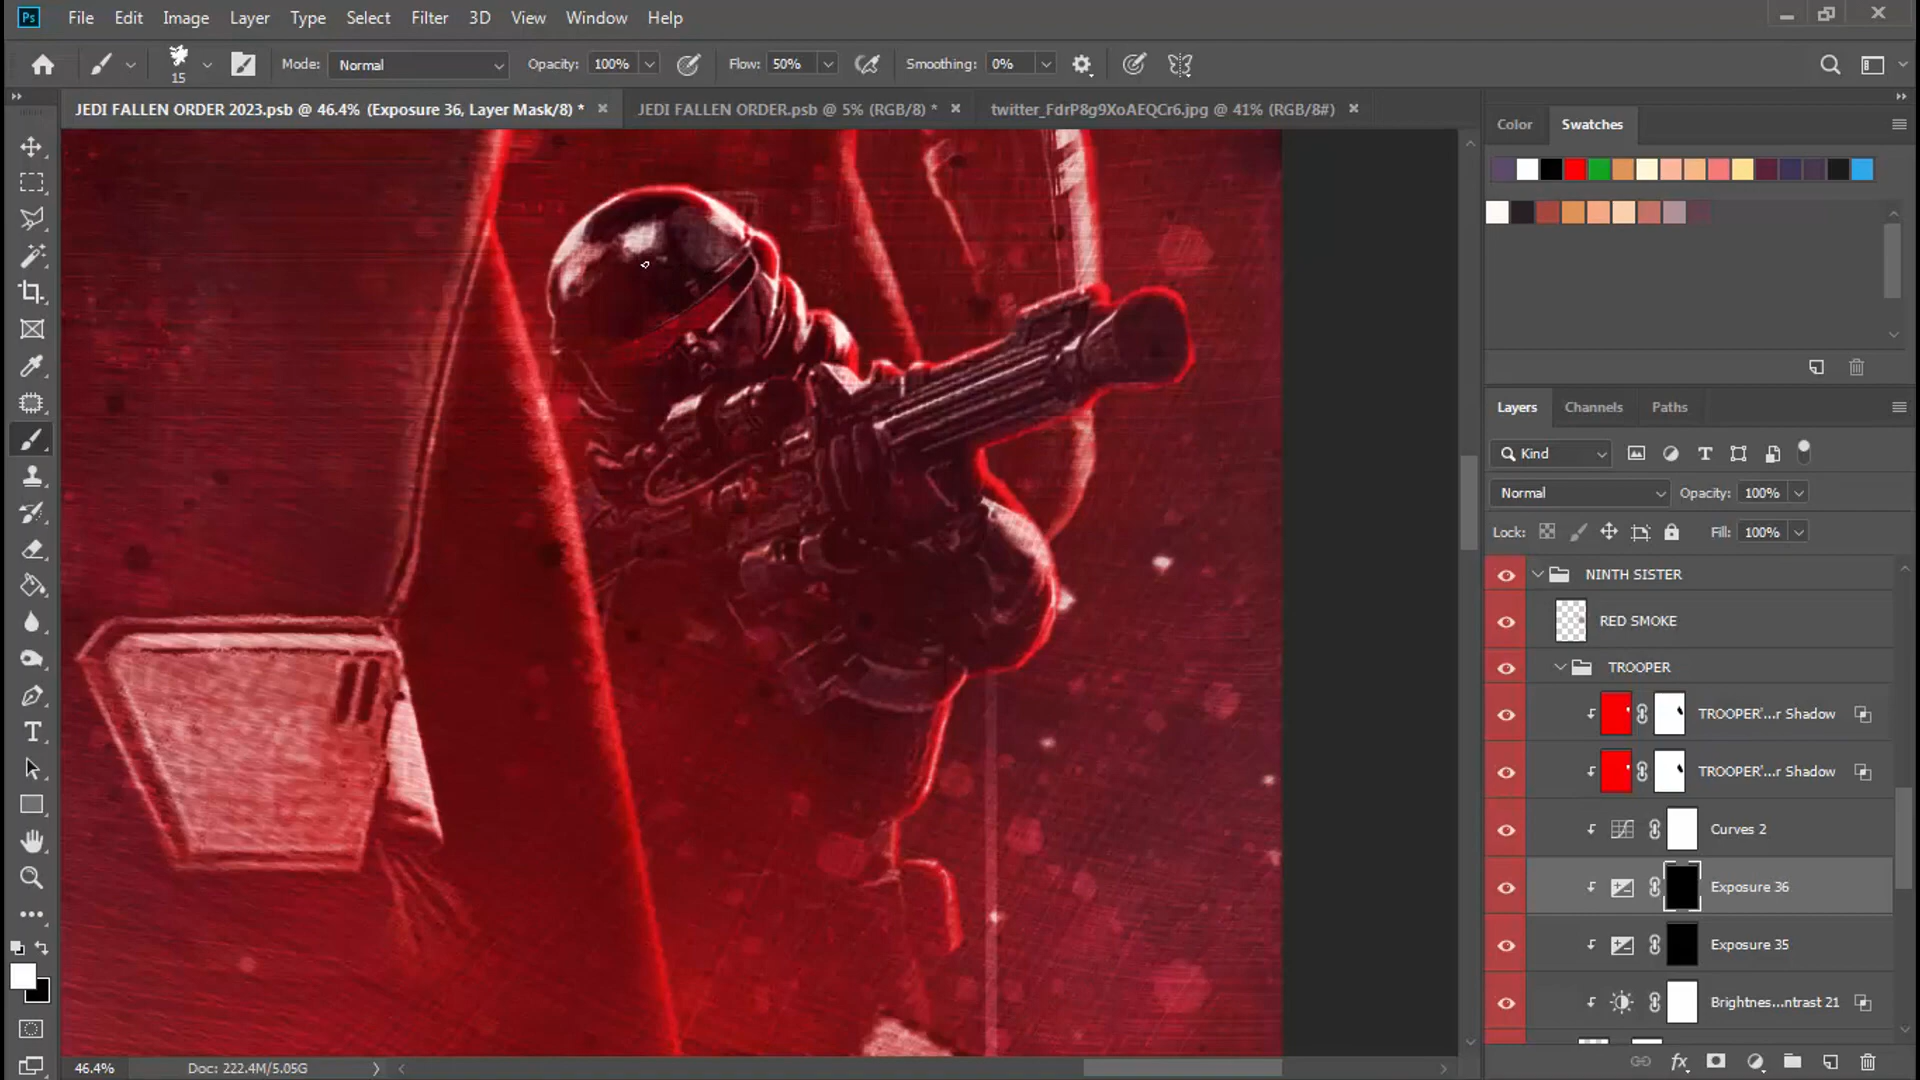 Ps File Edit Image Layer Type Select Filter 3D View Window Help
15 Mode: Normal Opacity: 100% Flow: 50% Smoothing: 0%
JEDI FALLEN ORDER 2023.psb @ 46.4% (Exposure 36, Layer Mask/8) *
JEDI FALLEN ORDER.psb @ 5% (RGB/8) *
twitter_FdrP8g9XoAEQCr6.jpg @ 41% (RGB/8#)
Color Swatches
Layers Channels Paths
Kind
Normal Opacity: 100%
Lock: Fill: 100%
NINTH SISTER
RED SMOKE
TROOPER
TROOPER'...r Shadow
TROOPER'...r Shadow
Curves 2
Exposure 36
Exposure 35
Brightnes...ntrast 21
46.4% Doc: 222.4M/5.05G